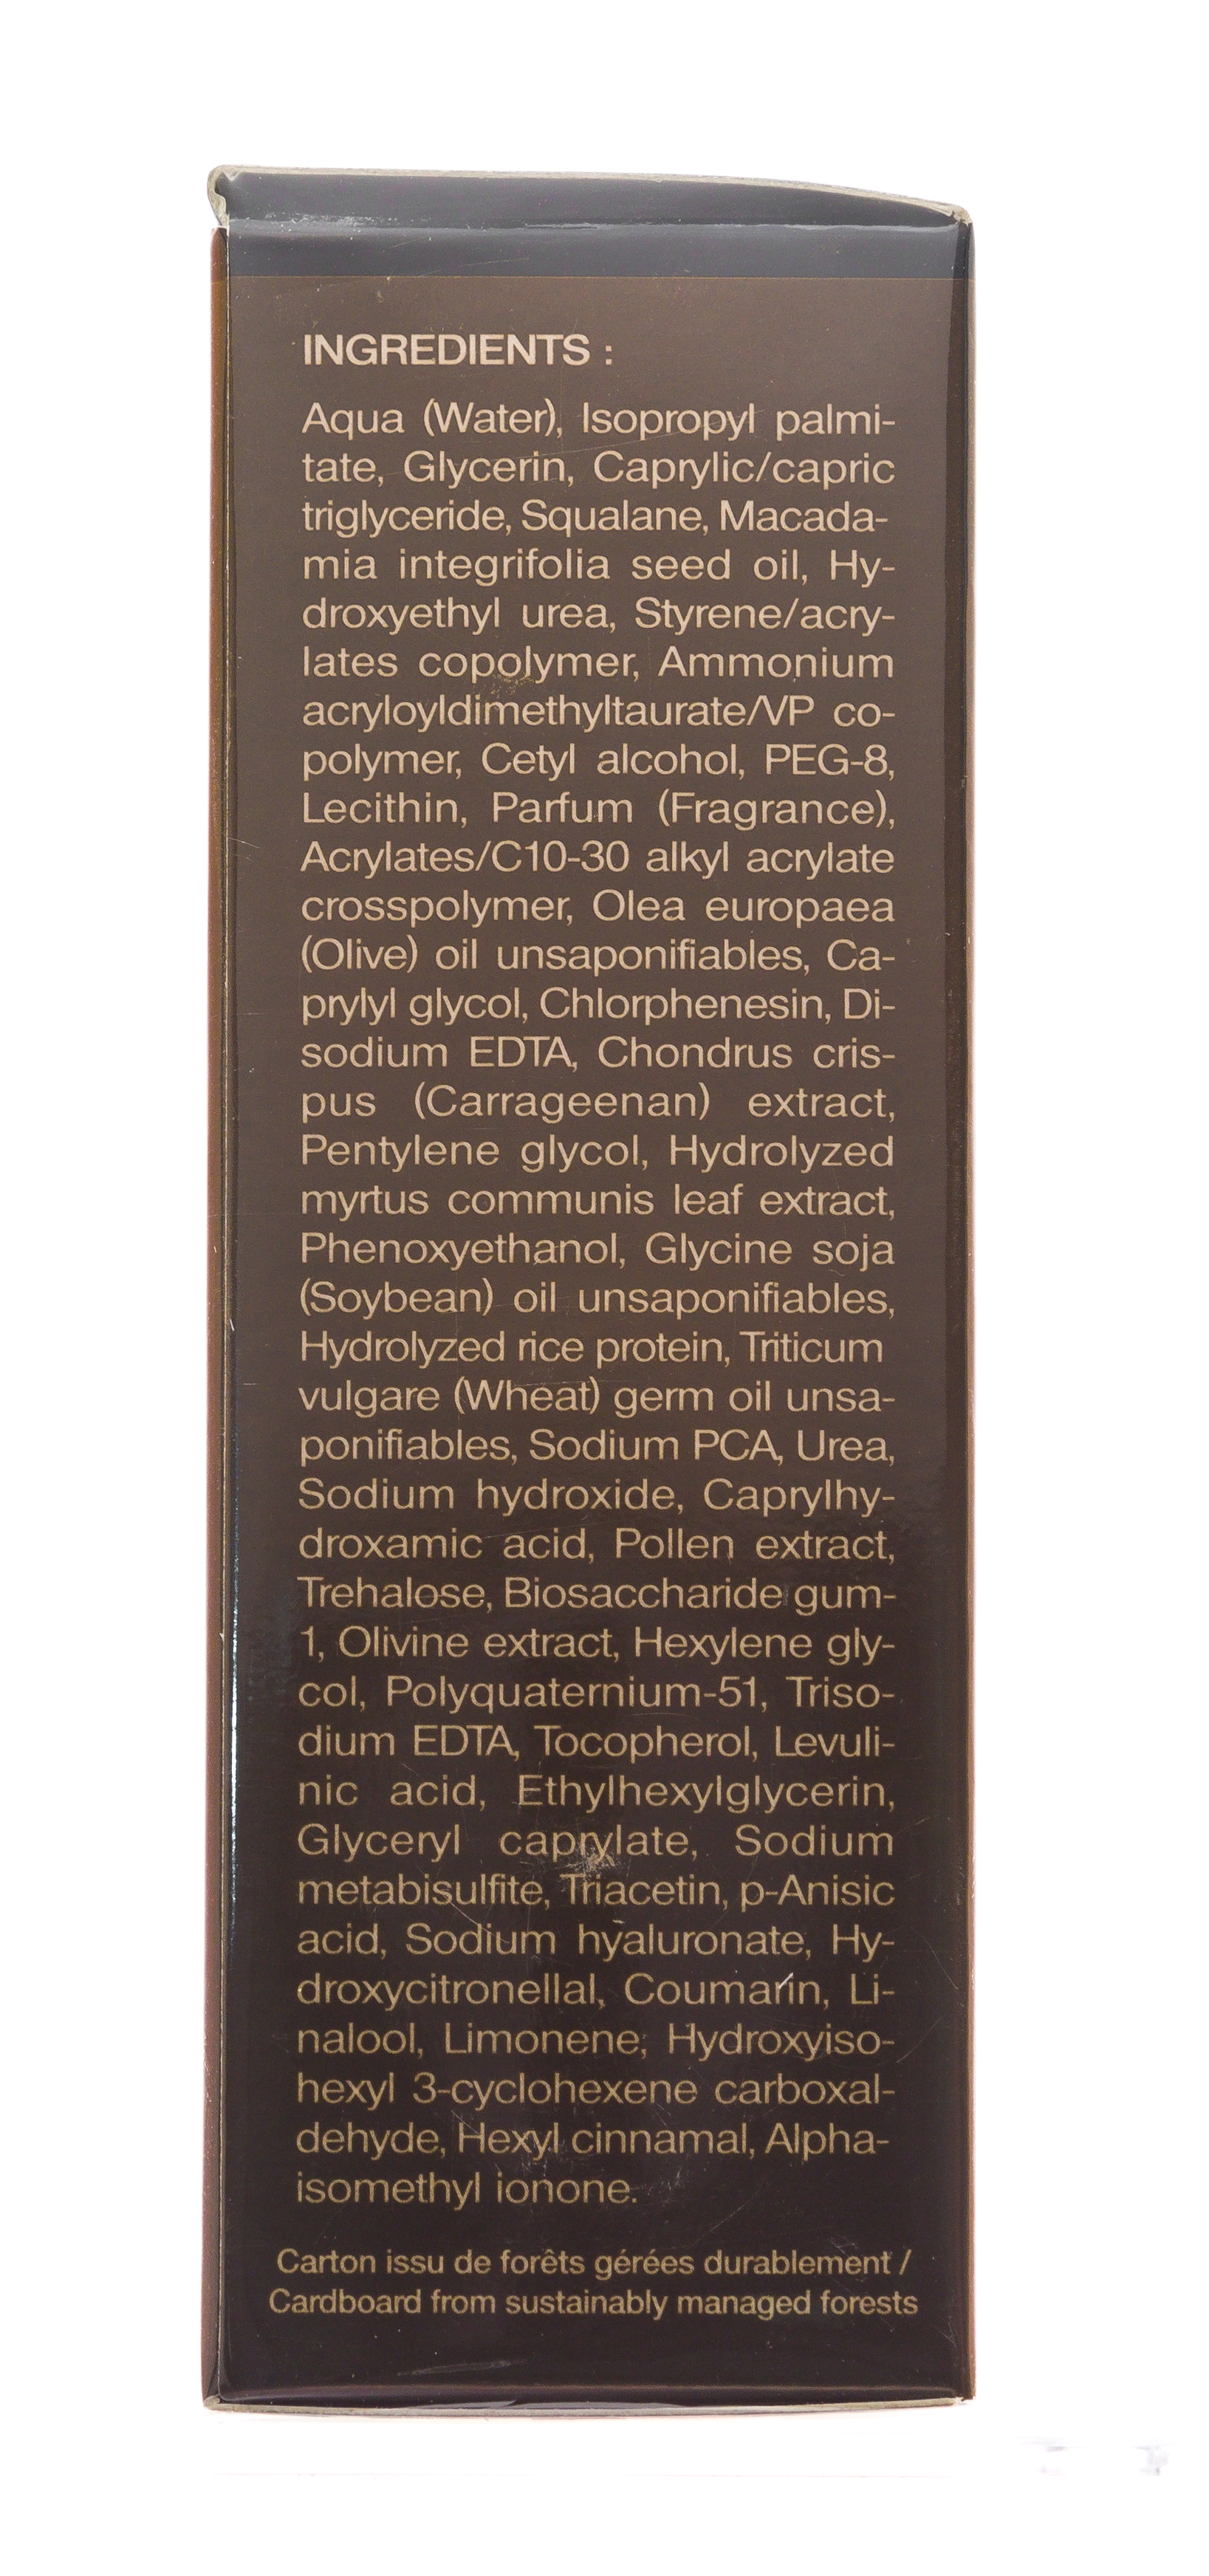 INGREDIENTS :
Aqua (Water), Isopropyl palmi-
tate, Glycerin, Caprylic/capric
triglyceride, Squalane, Macada-
mia integrifolia seed oil, Hy-
droxyethyl urea, Styrene/acry-
lates copolymer, Ammonium
acryloyldimethyltaurate/VP co-
polymer, Cetyl alcohol, PEG-8,
Lecithin, Parfum (Fragrance),
Acrylates/C10-30 alkyl acrylate
crosspolymer, Olea europaea
(Olive) oil unsaponifiables, Ca-
prylyl glycol, Chlorphenesin, Di-
sodium EDTA, Chondrus cris-
pus (Carrageenan) extract,
Pentylene glycol, Hydrolyzed
myrtus communis leaf extract,
Phenoxyethanol, Glycine soja
(Soybean) oil unsaponifiables,
Hydrolyzed rice protein, Triticum
vulgare (Wheat) germ oil unsa-
ponifiables, Sodium PCA, Urea,
Sodium hydroxide, Caprylhy-
droxamic acid, Pollen extract,
Trehalose, Biosaccharide gum-
1, Olivine extract, Hexylene gly-
col, Polyquaternium-51, Triso-
dium EDTA, Tocopherol, Levuli-
nic acid, Ethylhexylglycerin,
Glyceryl caprylate, Sodium
metabisulfite, Triacetin, p-Anisic
acid, Sodium hyaluronate, Hy-
droxycitronellal, Coumarin, Li-
nalool, Limonene, Hydroxyiso-
hexyl 3-cyclohexene carboxal-
dehyde, Hexyl cinnamal, Alpha-
isomethyl ionone.
Carton issu de forêts gérées durablement /
Cardboard from sustainably managed forests